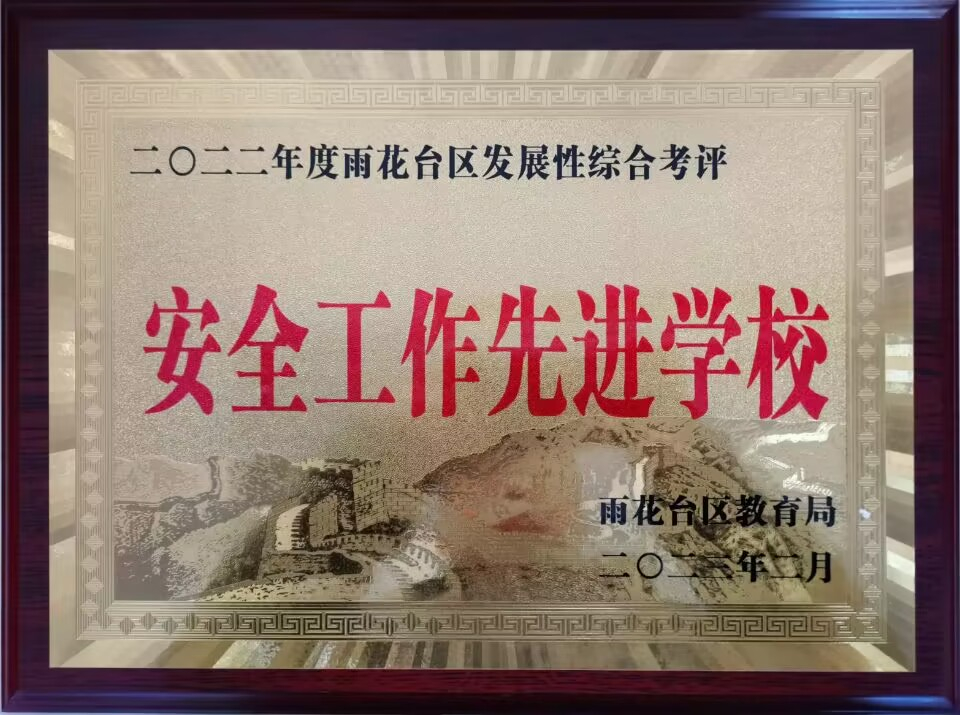 二〇二二年度雨花台区发展性综合考评
安全工作先进学校
雨花台区教育局
二〇二三年二月